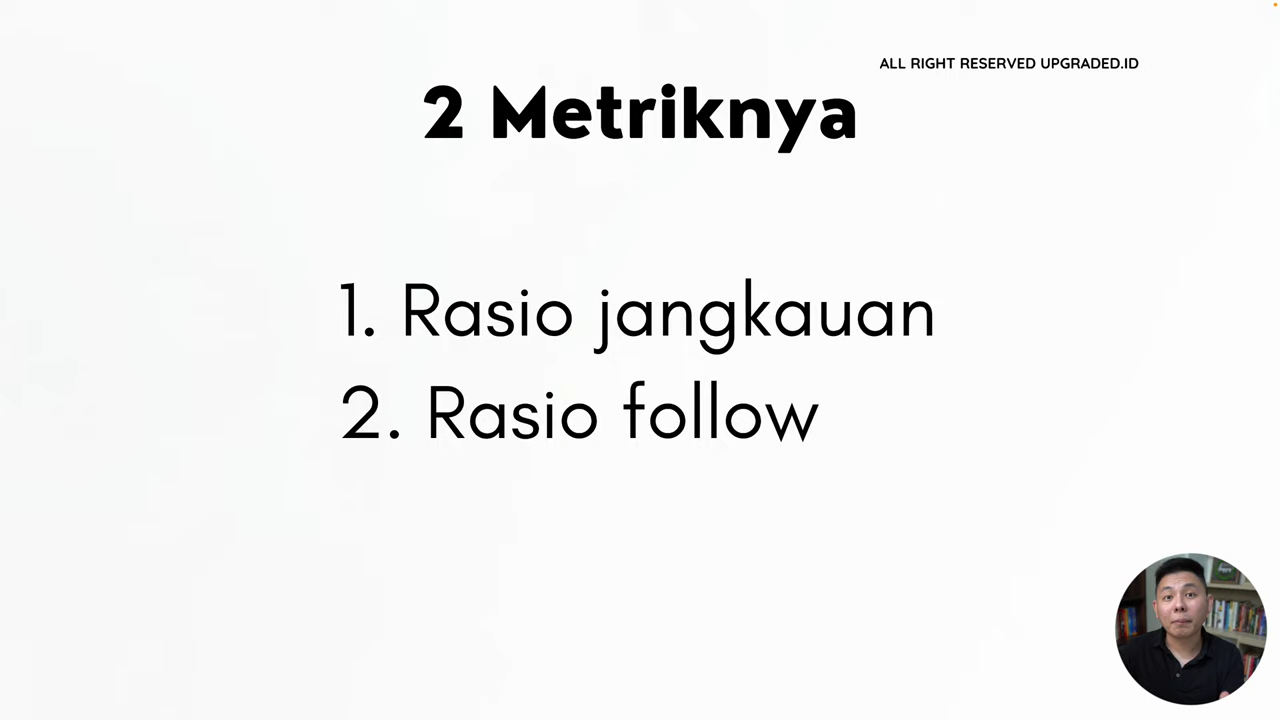 ALL RIGHT RESERVED UPGRADED.ID
2 Metriknya
1. Rasio jangkauan
2. Rasio follow